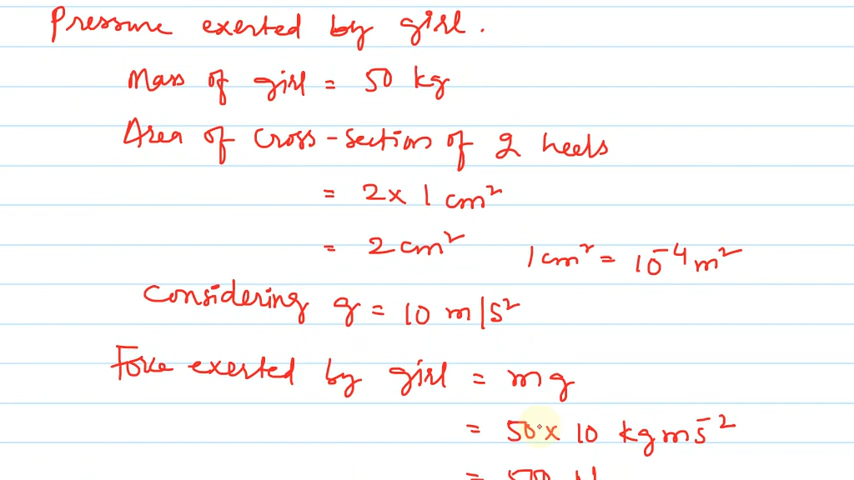 Pressure exerted by girl.
Mass of girl = 50 kg
Area of cross-section of 2 heels
= 2 x 1 cm²
= 2 cm² 1 cm² = 10⁻⁴ m²
Considering g = 10 m/s²
Force exerted by girl = mg
= 50 x 10 kg m s⁻²
= 500 N